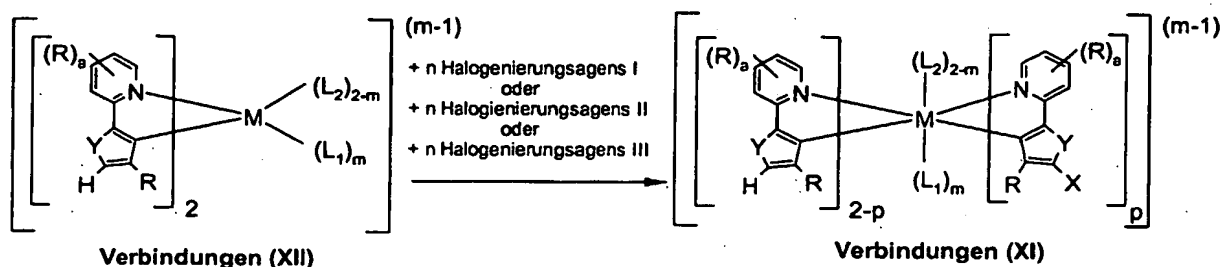 (m-1)
(R)a
N
M
(L2)2-m
(L1)m
Y
H
R
2
+ n Halogenierungsagens I
oder
+ n Halogienierungsagens II
oder
+ n Halogenierungsagens III
(m-1)
(R)a
N
(L2)2-m
M
(L1)m
(R)a
N
Y
H
R
2-p
Y
R
X
p
Verbindungen (XII)
Verbindungen (XI)